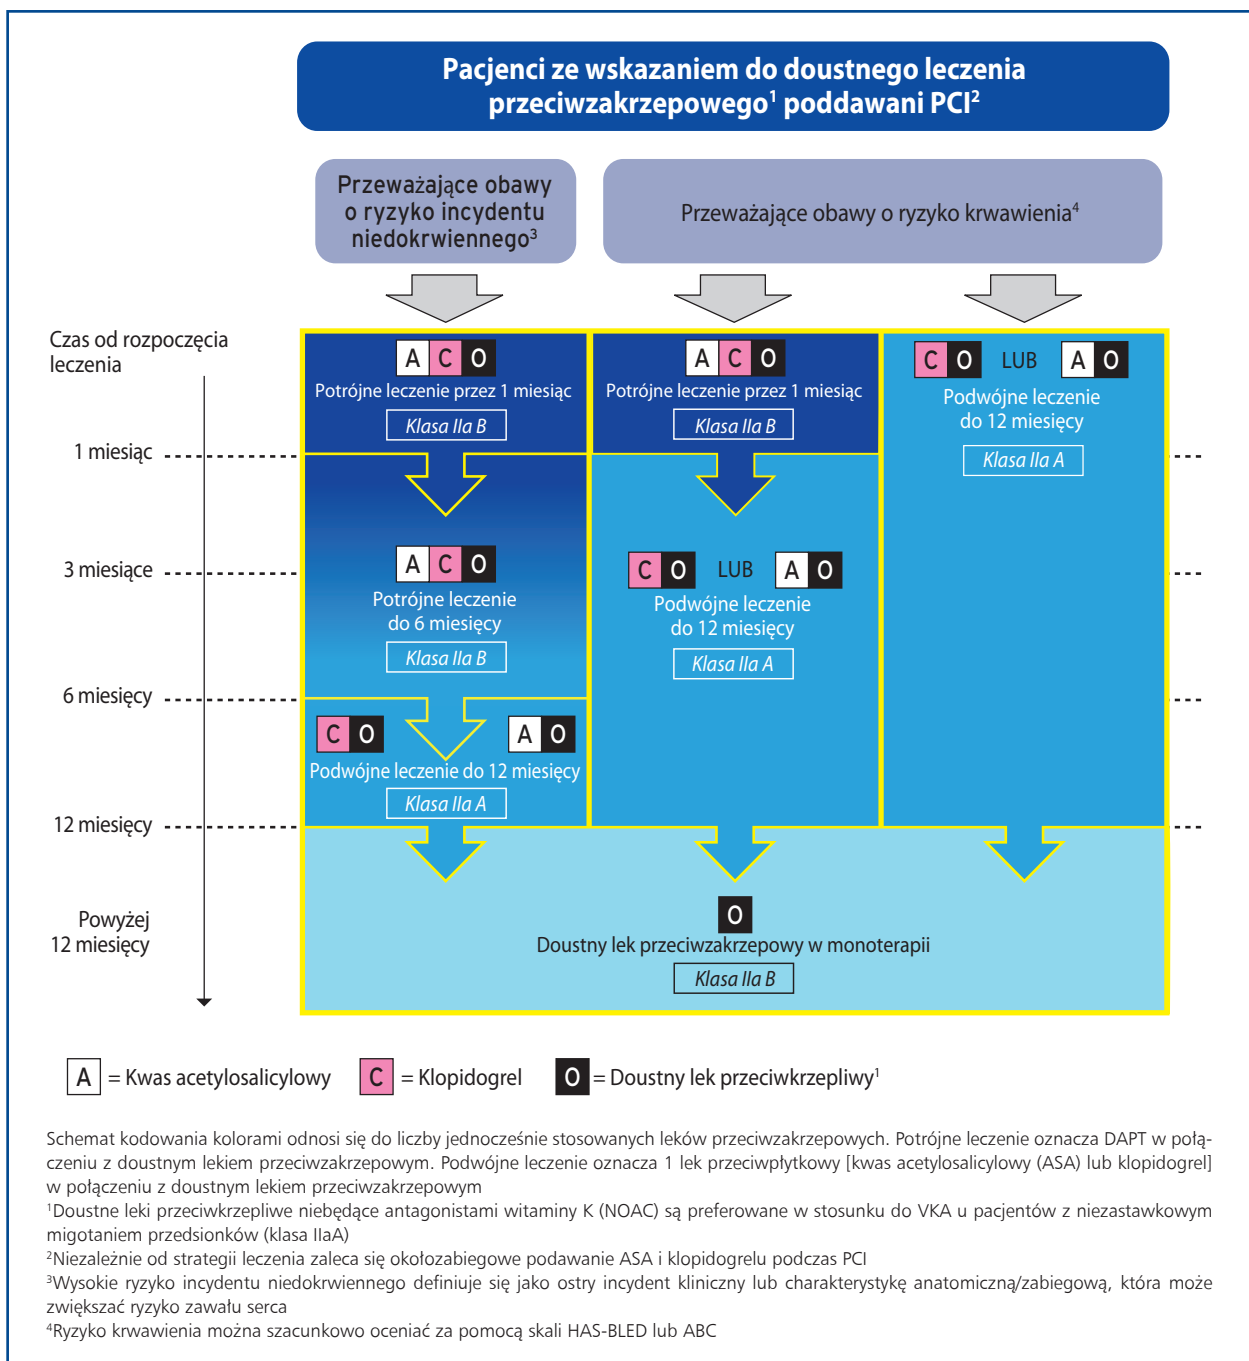 Pacjenci ze wskazaniem do doustnego leczenia
przeciwzakrzepowego¹ poddawani PCI²
Przeważające obawy
o ryzyko incydentu
niedokrwiennego³
Przeważające obawy o ryzyko krwawienia⁴
Czas od rozpoczęcia
leczenia
A C O
Potrójne leczenie przez 1 miesiąc
Klasa IIa B
A C O
Potrójne leczenie przez 1 miesiąc
Klasa IIa B
C O LUB A O
Podwójne leczenie
do 12 miesięcy
Klasa IIa A
1 miesiąc
3 miesiące
A C O
Potrójne leczenie
do 6 miesięcy
Klasa IIa B
C O LUB A O
Podwójne leczenie
do 12 miesięcy
Klasa IIa A
6 miesięcy
C O A O
Podwójne leczenie do 12 miesięcy
Klasa IIa A
12 miesięcy
Powyżej
12 miesięcy
O
Doustny lek przeciwzakrzepowy w monoterapii
Klasa IIa B
A = Kwas acetylosalicylowy C = Klopidogrel O = Doustny lek przeciwkrzepliwy¹
Schemat kodowania kolorami odnosi się do liczby jednocześnie stosowanych leków przeciwzakrzepowych. Potrójne leczenie oznacza DAPT w połą-
czeniu z doustnym lekiem przeciwzakrzepowym. Podwójne leczenie oznacza 1 lek przeciwpłytkowy [kwas acetylosalicylowy (ASA) lub klopidogrel]
w połączeniu z doustnym lekiem przeciwzakrzepowym
¹Doustne leki przeciwkrzepliwe niebędące antagonistami witaminy K (NOAC) są preferowane w stosunku do VKA u pacjentów z niezastawkowym
migotaniem przedsionków (klasa IIaA)
²Niezależnie od strategii leczenia zaleca się okołozabiegowe podawanie ASA i klopidogrelu podczas PCI
³Wysokie ryzyko incydentu niedokrwiennego definiuje się jako ostry incydent kliniczny lub charakterystykę anatomiczną/zabiegową, która może
zwiększać ryzyko zawału serca
⁴Ryzyko krwawienia można szacunkowo oceniać za pomocą skali HAS-BLED lub ABC